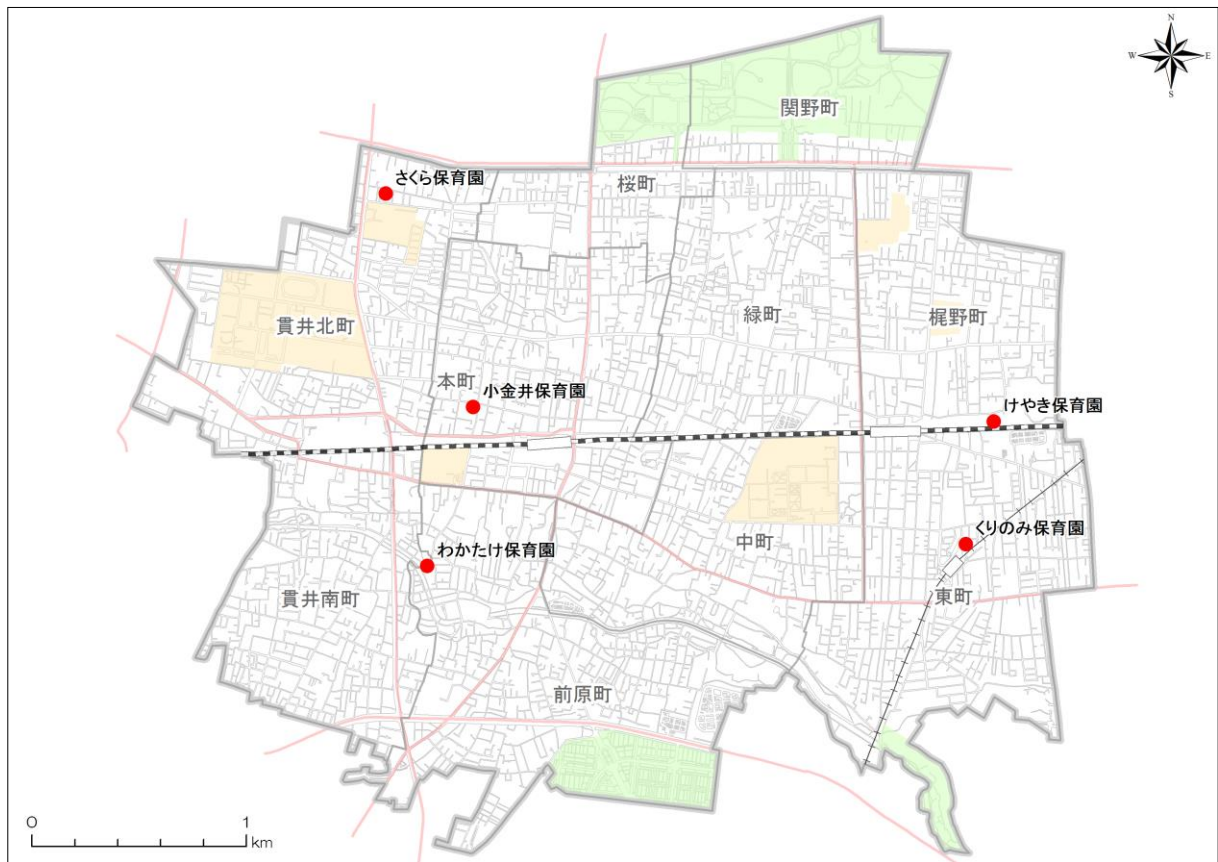 N
W
E
S
関野町
さくら保育園
桜町
貫井北町
緑町
梶野町
本町
小金井保育園
けやき保育園
くりのみ保育園
中町
わかたけ保育園
貫井南町
東町
前原町
0
1
km